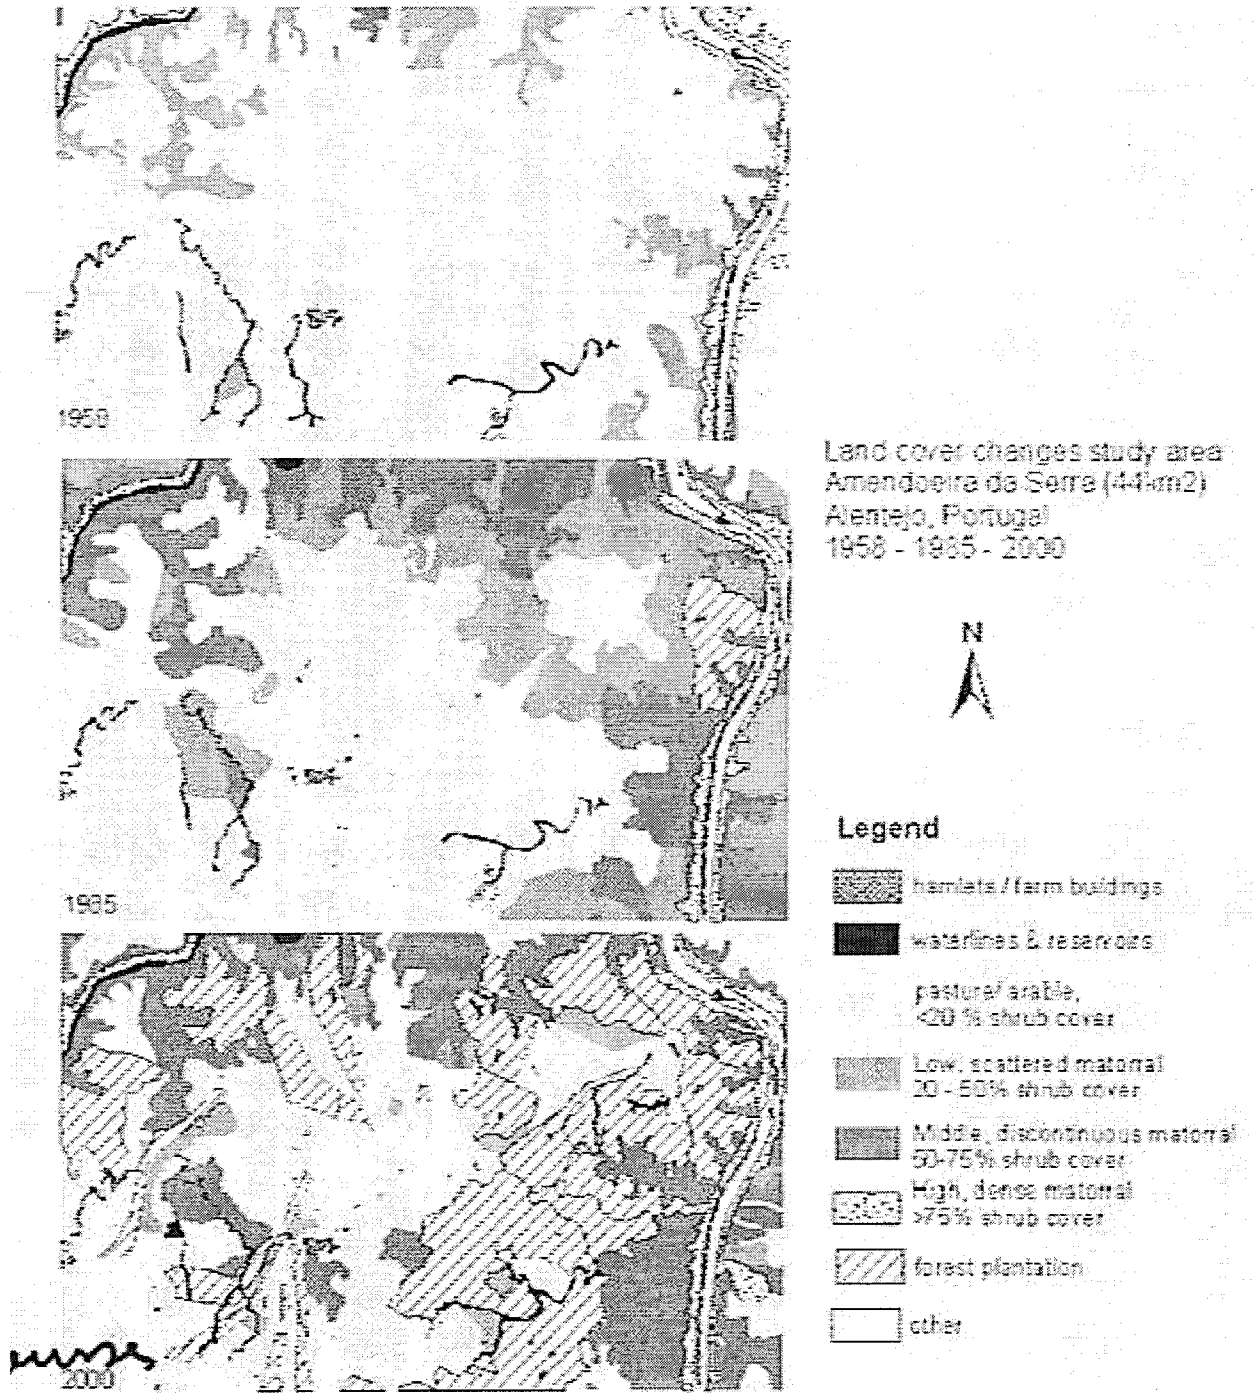 1958
Land cover changes study area
Amendoeira da Serra (44km2)
Alentejo, Portugal
1958 - 1985 - 2000
N
Legend
hamlets / farm buildings
waterlines & reservoirs
pasture/ arable,
<20 % shrub cover
Low, scattered matorral
20 - 50% shrub cover
Middle, discontinuous matorral
50-75% shrub cover
High, dense matorral
>75% shrub cover
forest plantation
other
1985
2000